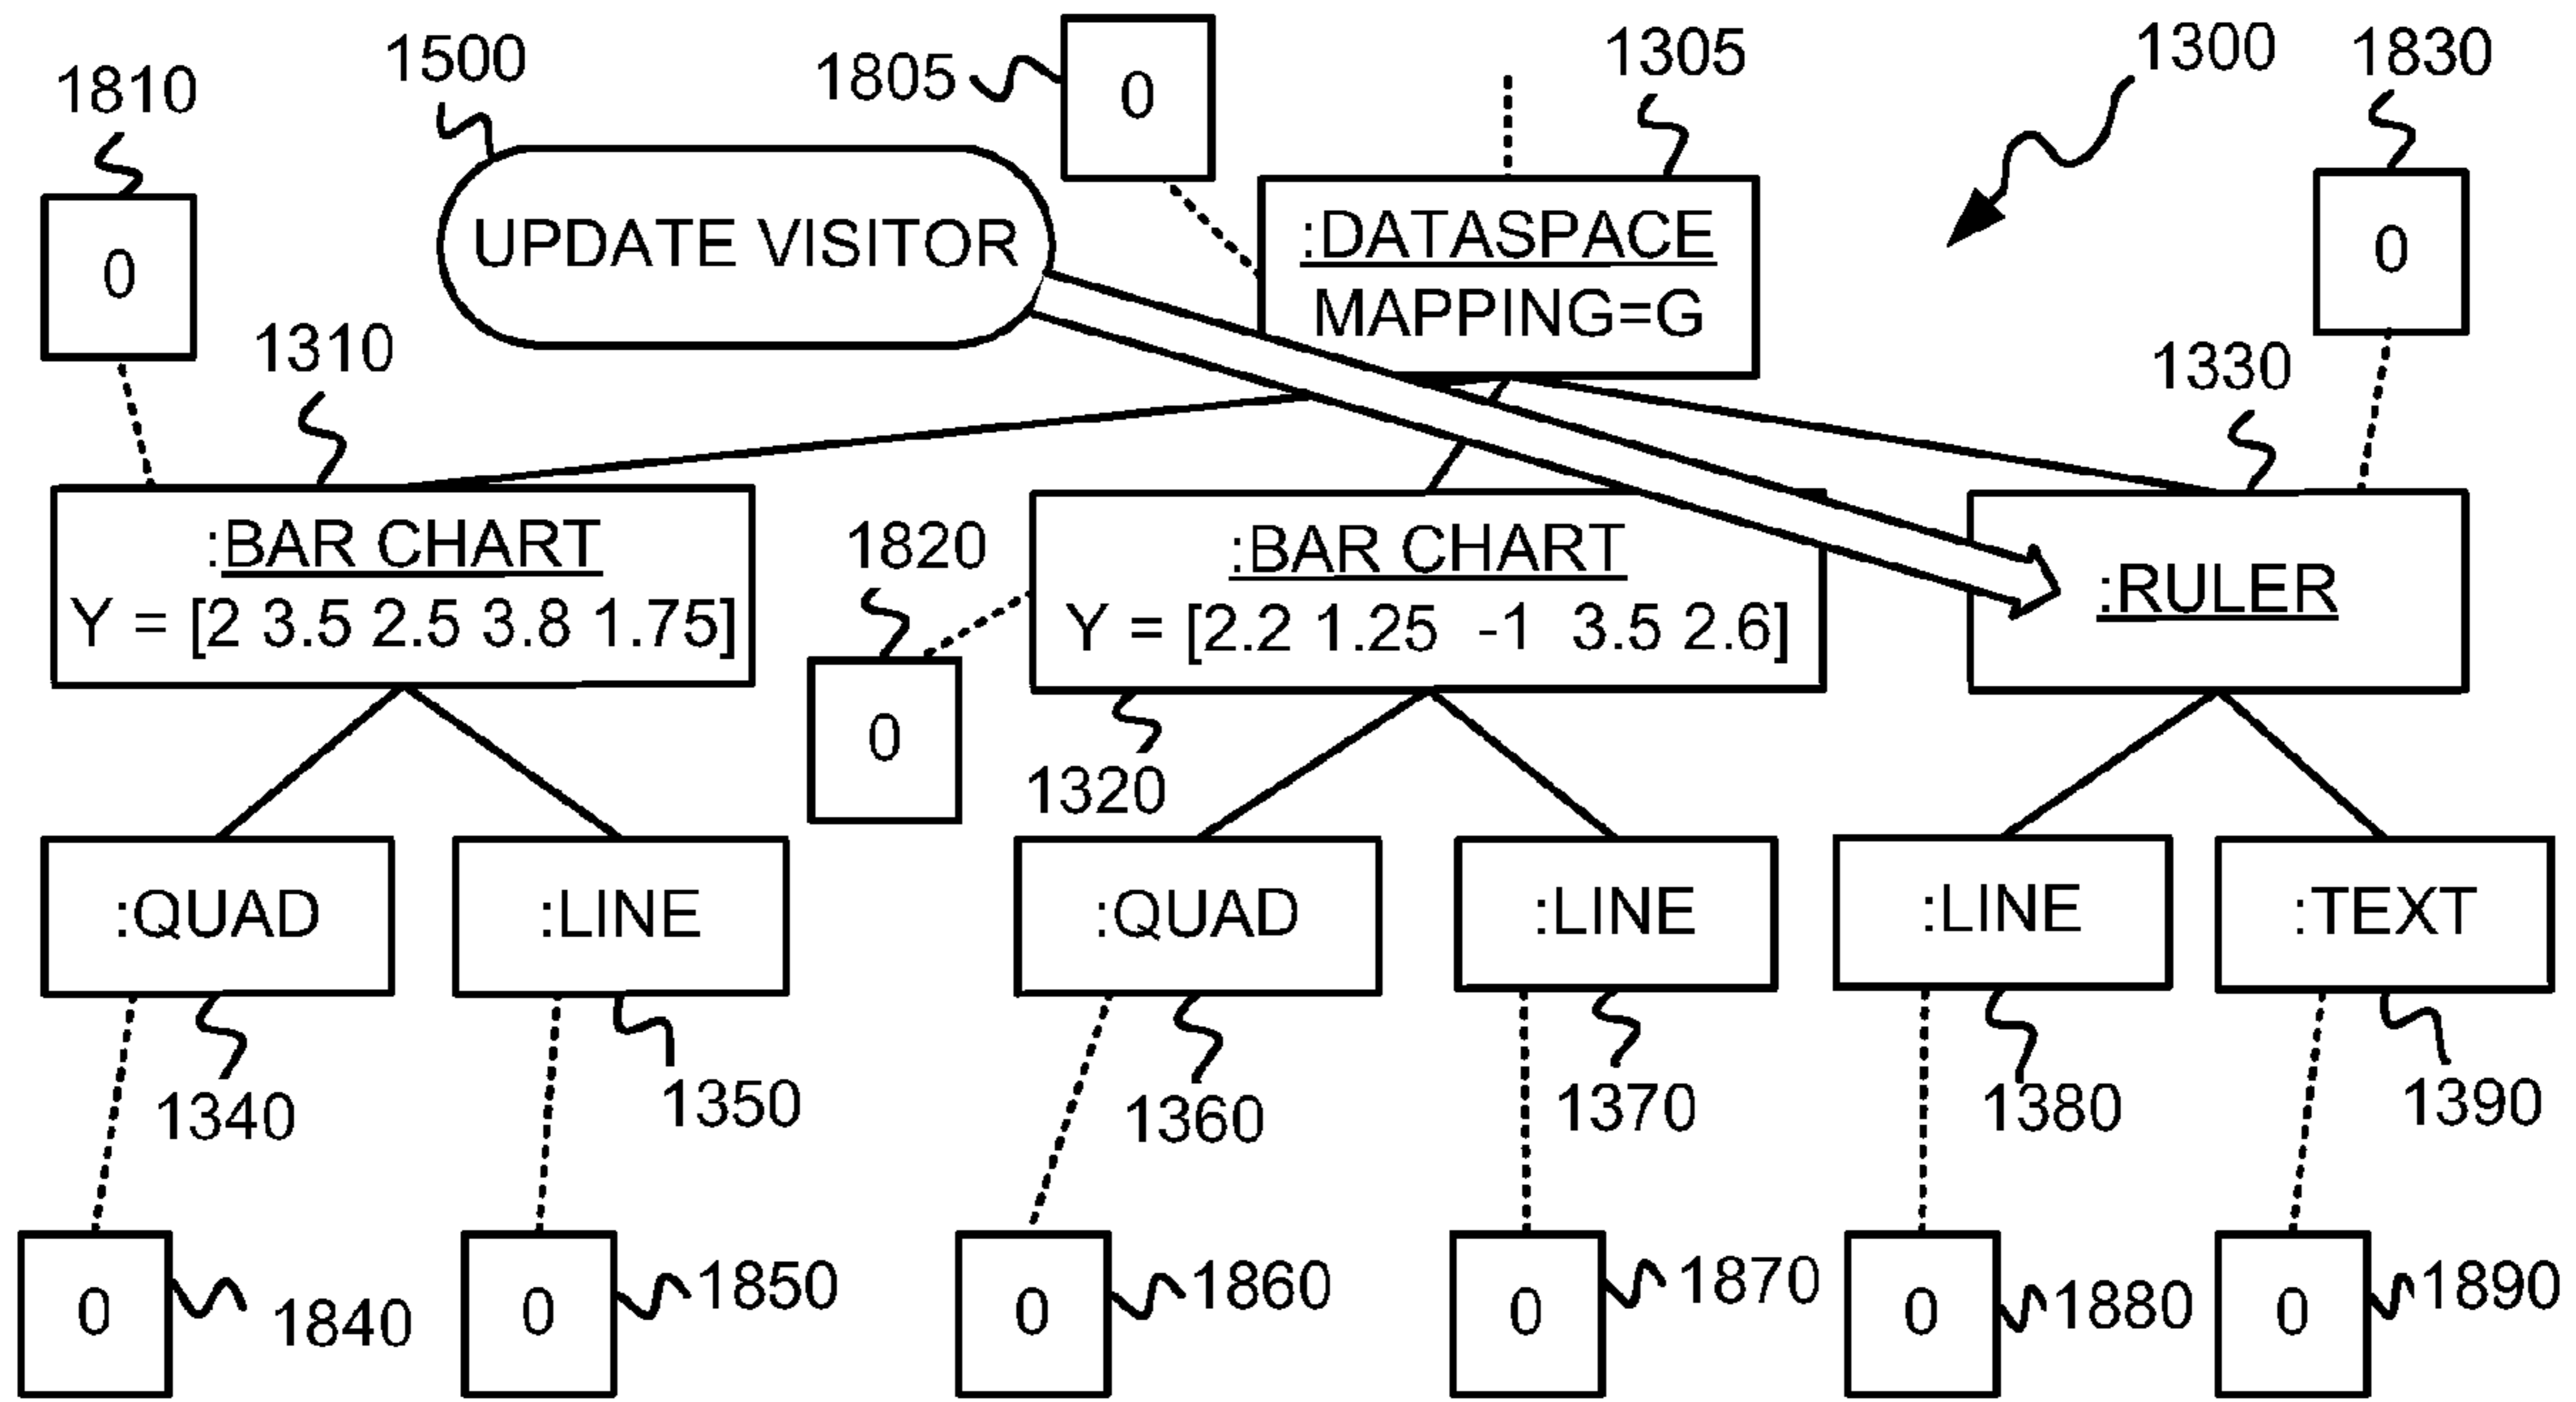 1500
1805
0
1305
1300
1830
1810
0
UPDATE VISITOR
:DATASPACE
MAPPING=G
0
1310
1330
:BAR CHART
Y = [2 3.5 2.5 3.8 1.75]
1820
0
:BAR CHART
Y = [2.2 1.25 -1 3.5 2.6]
:RULER
1320
:QUAD
:LINE
:QUAD
:LINE
:LINE
:TEXT
1340
1350
1360
1370
1380
1390
0
1840
0
1850
0
1860
0
1870
0
1880
0
1890